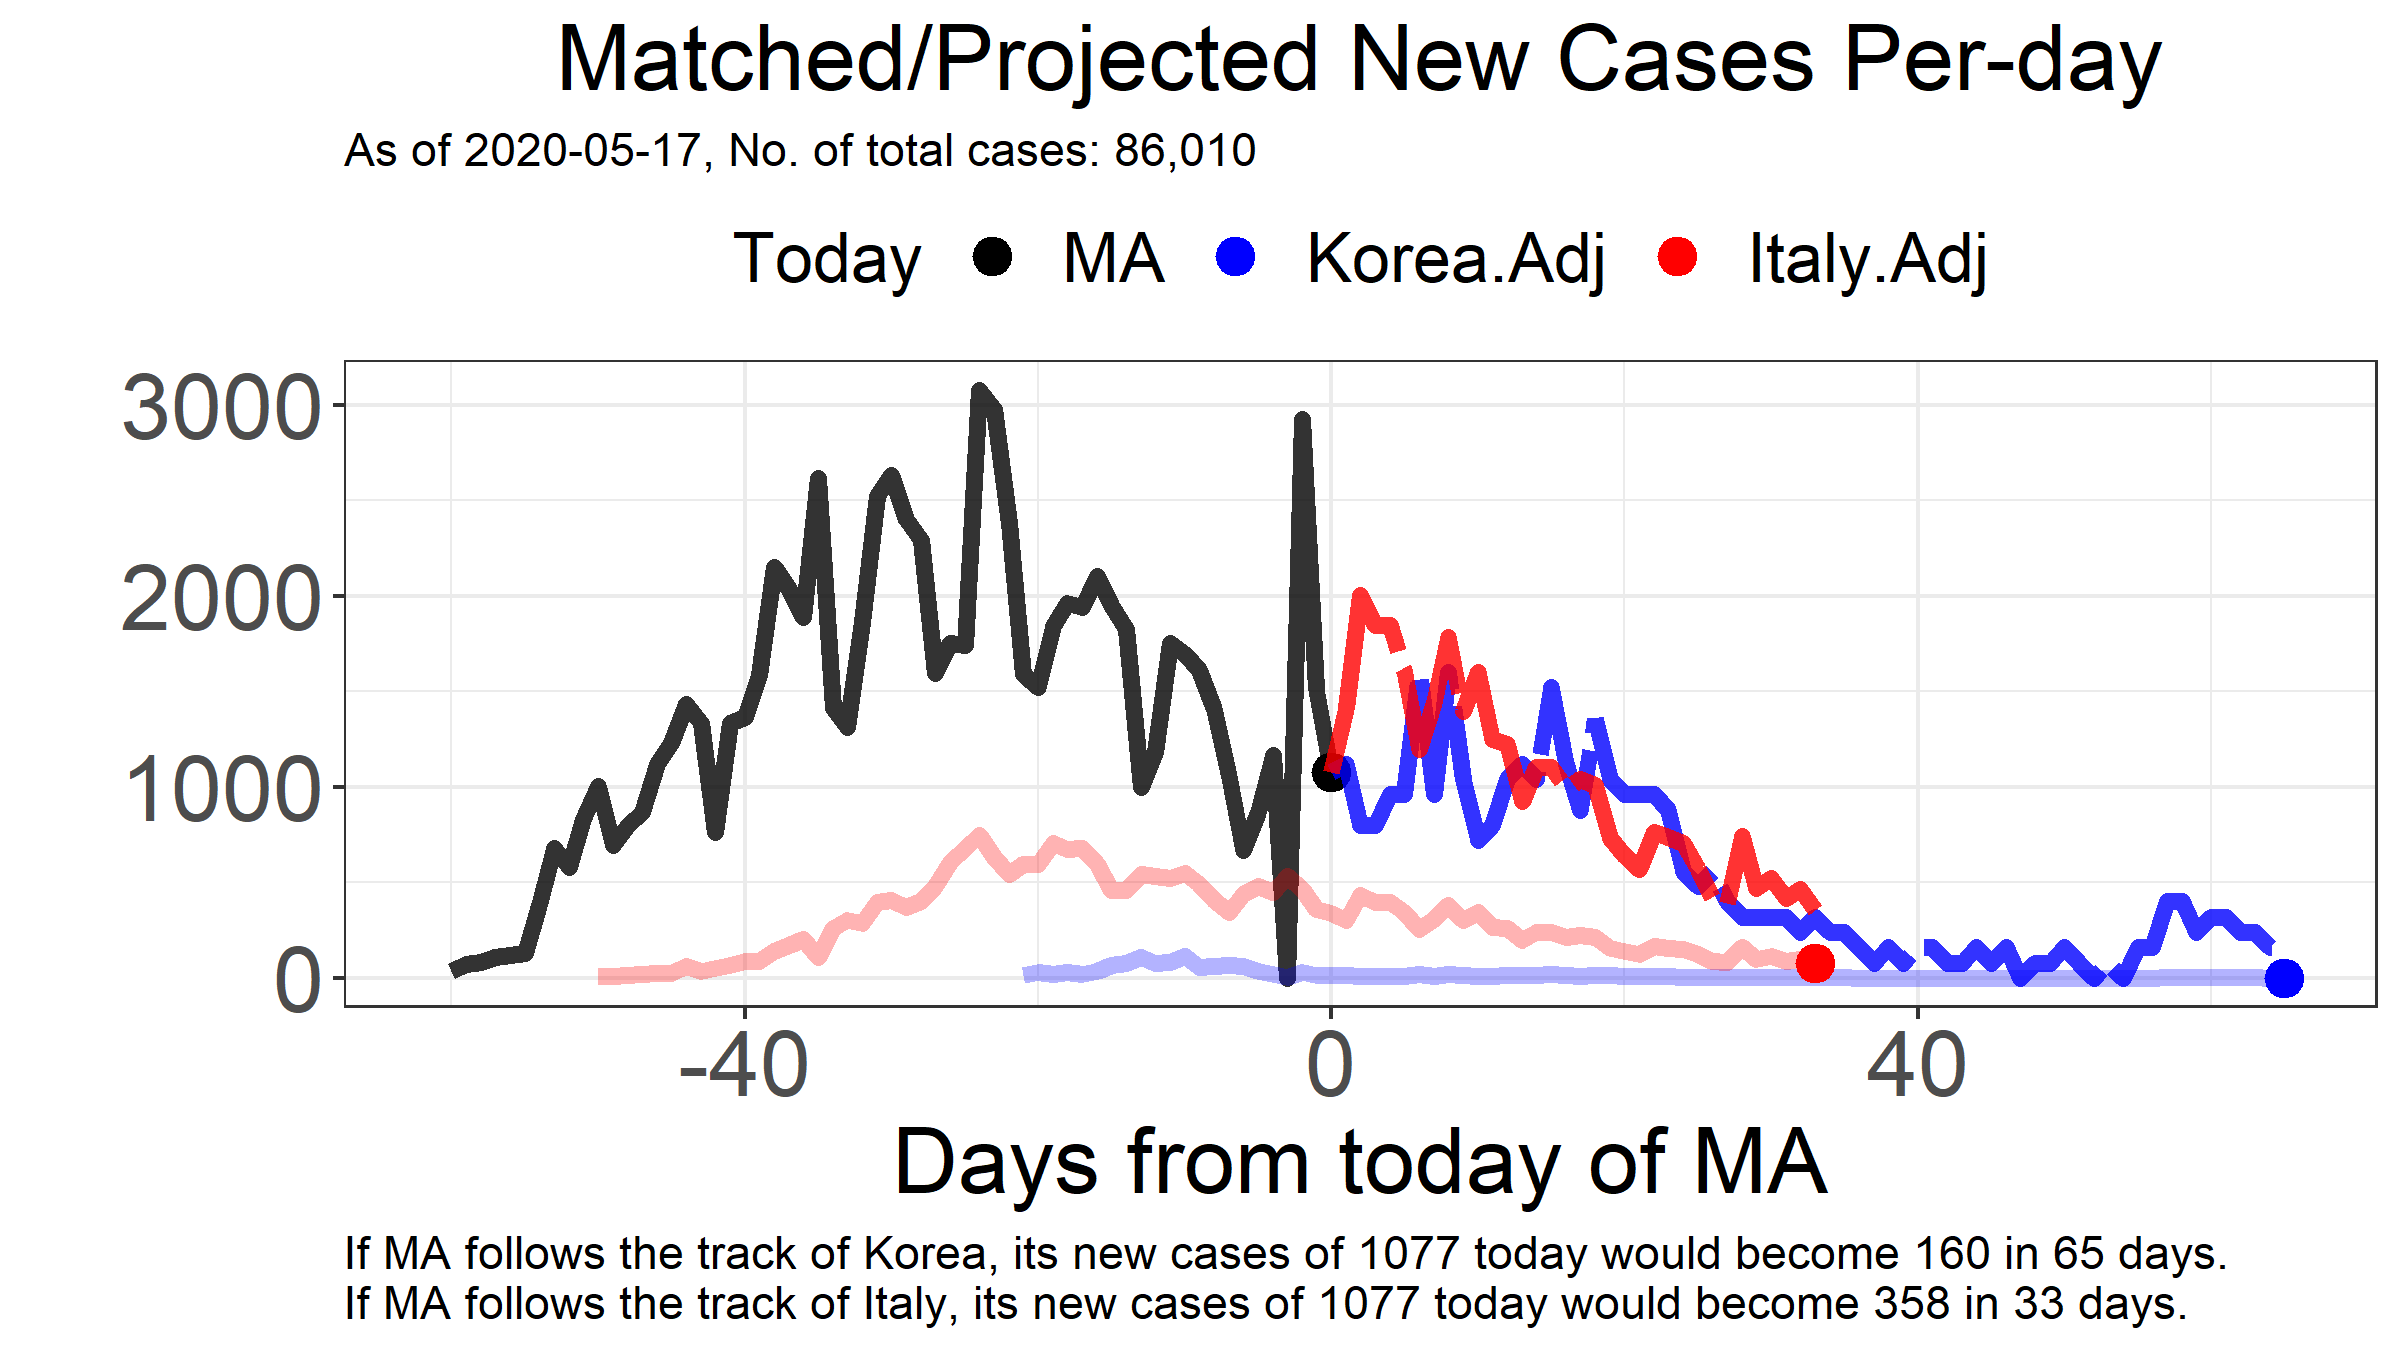 Matched/Projected New Cases Per-day
As of 2020-05-17, No. of total cases: 86,010
Today MA Korea.Adj Italy.Adj
3000
2000
1000
0
-40 0 40
Days from today of MA
If MA follows the track of Korea, its new cases of 1077 today would become 160 in 65 days.
If MA follows the track of Italy, its new cases of 1077 today would become 358 in 33 days.